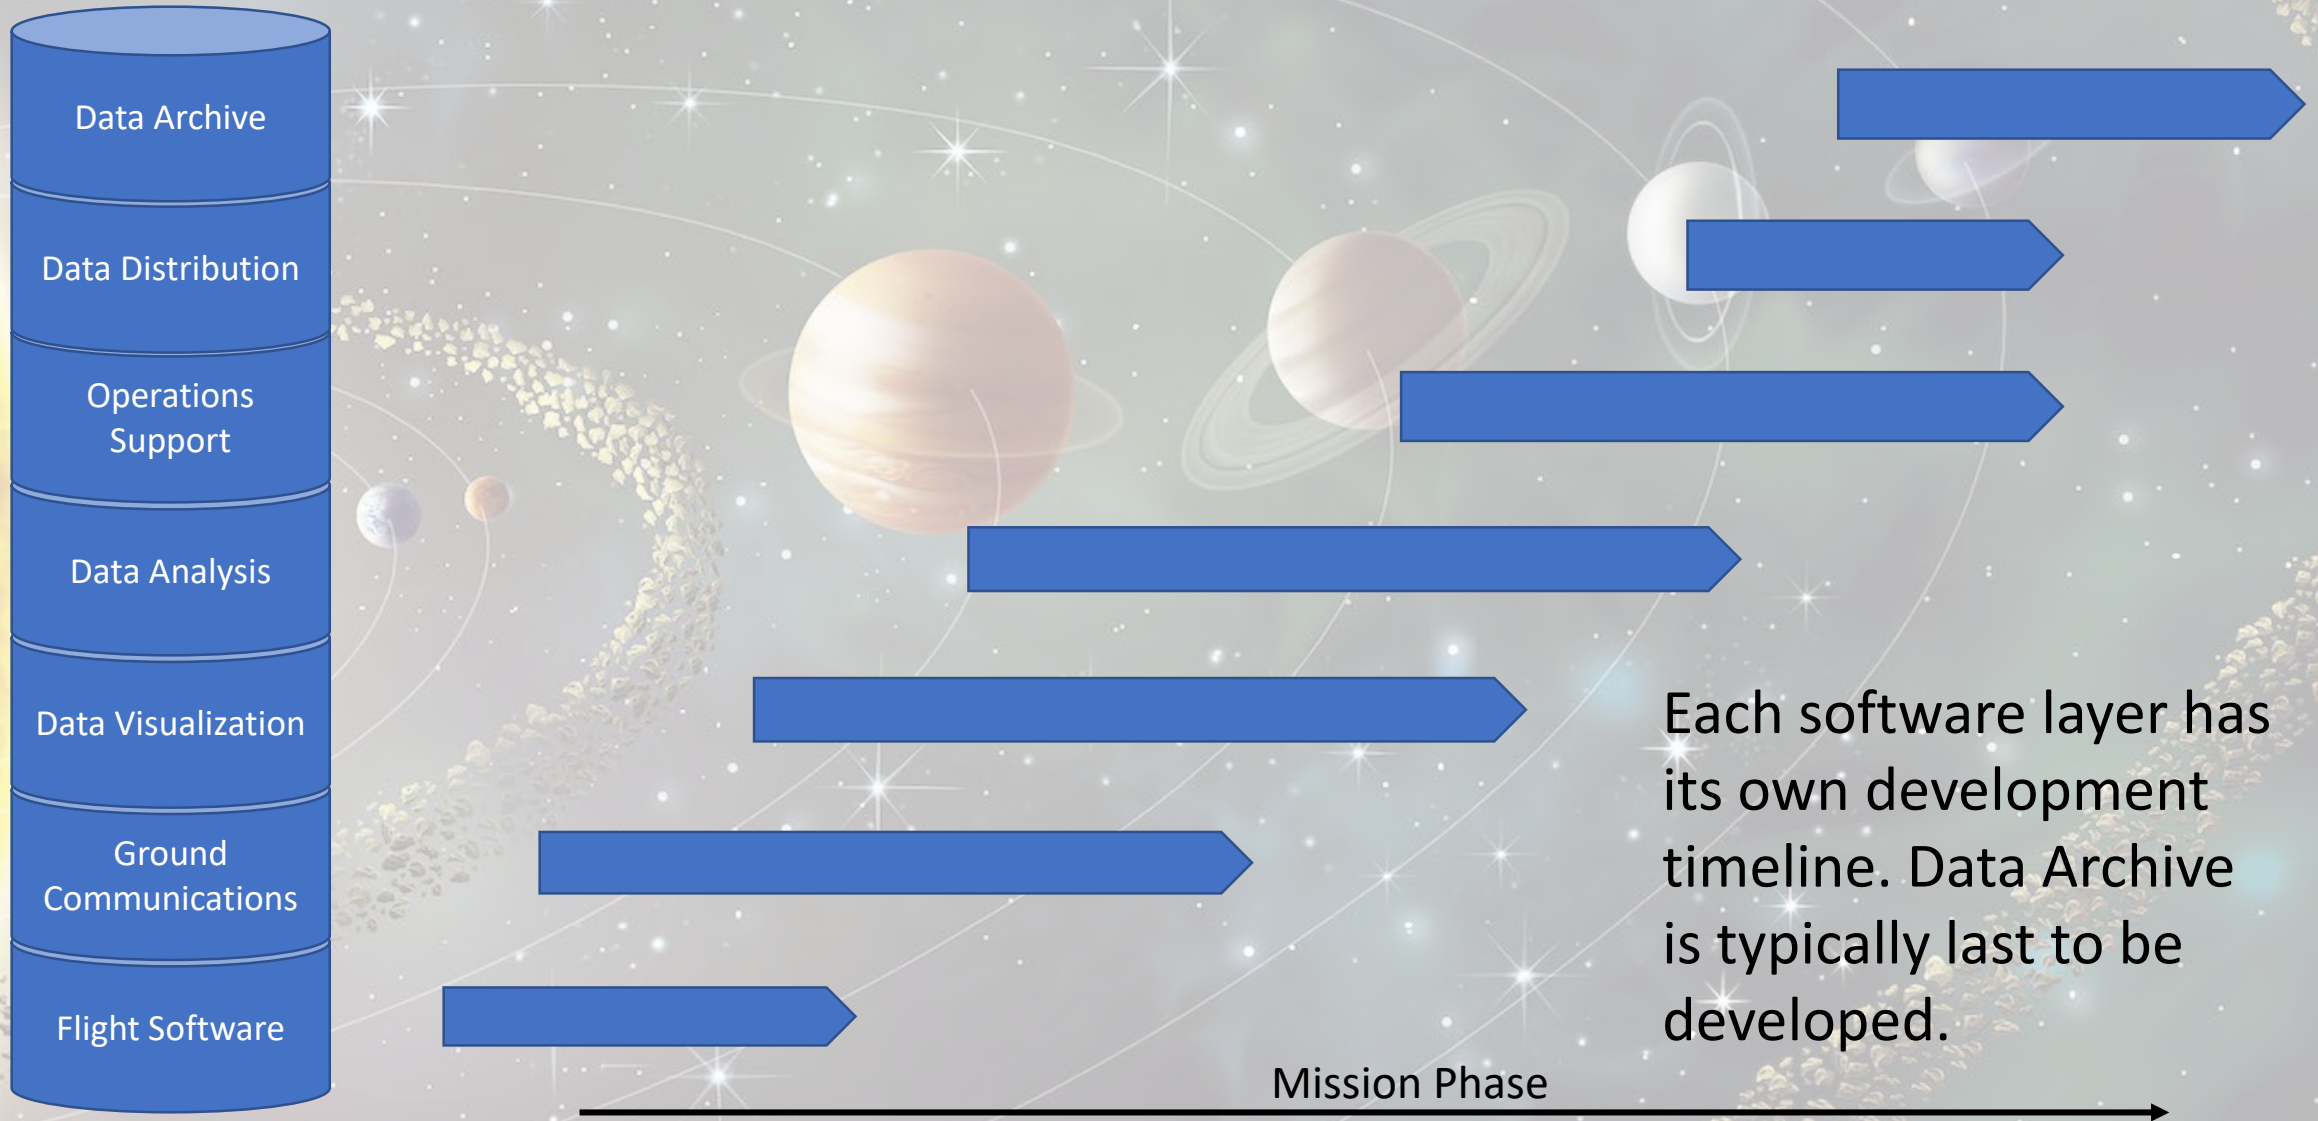 Data Archive
Data Distribution
Operations
Support
Data Analysis
Data Visualization
Ground
Communications
Flight Software
Each software layer has
its own development
timeline. Data Archive
is typically last to be
developed.
Mission Phase